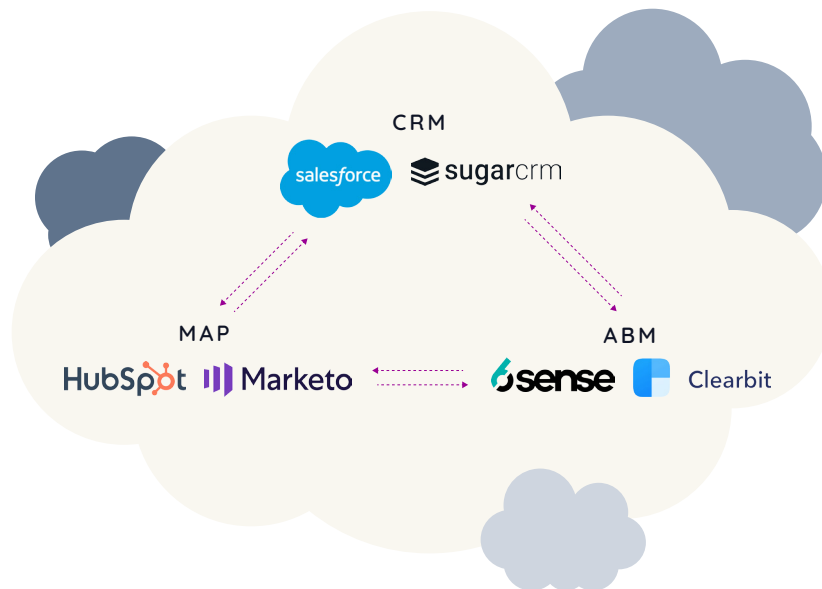 CRM
salesforce sugarcrm
MAP
ABM
HubSpot Marketo
6sense Clearbit